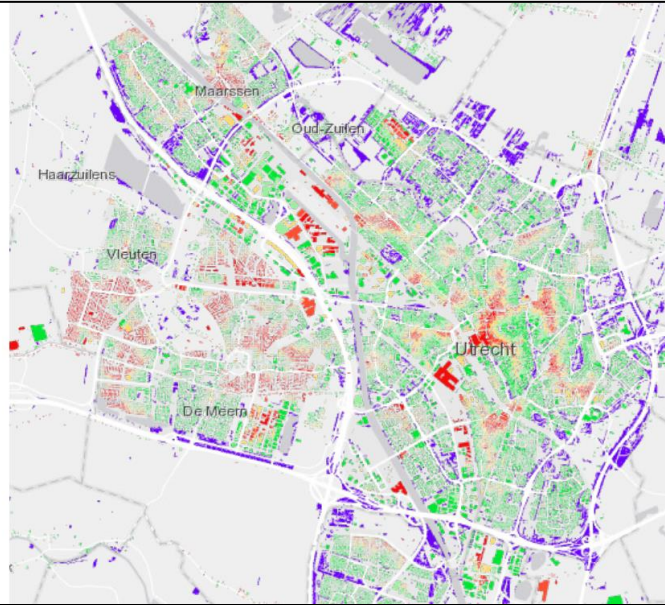 Maarssen
Oud-Zuilen
Haarzuilens
Vleuten
Utrecht
De Meern